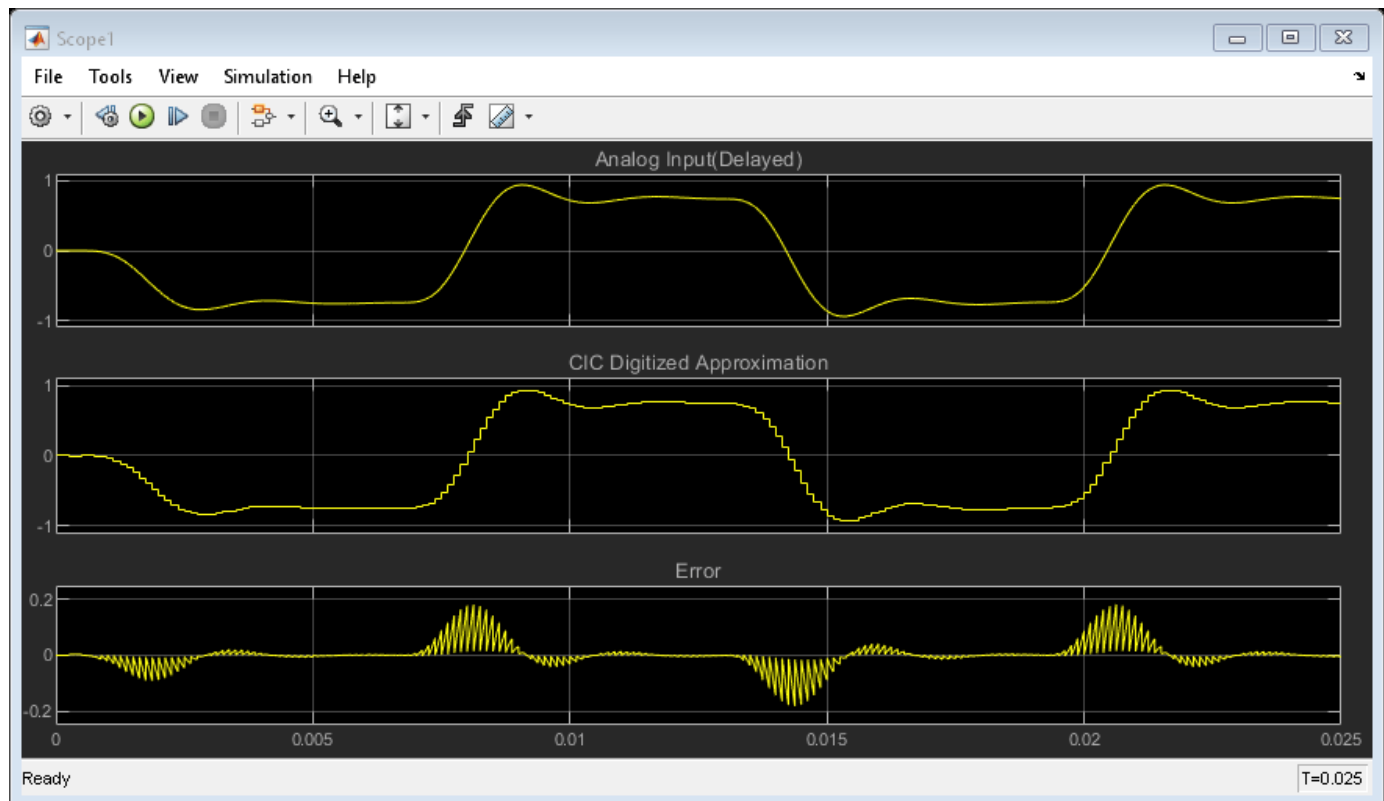 Scope1
File Tools View Simulation Help
Analog Input(Delayed)
1
0
-1
CIC Digitized Approximation
1
0
-1
Error
0.2
0
-0.2
0 0.005 0.01 0.015 0.02 0.025
Ready T=0.025